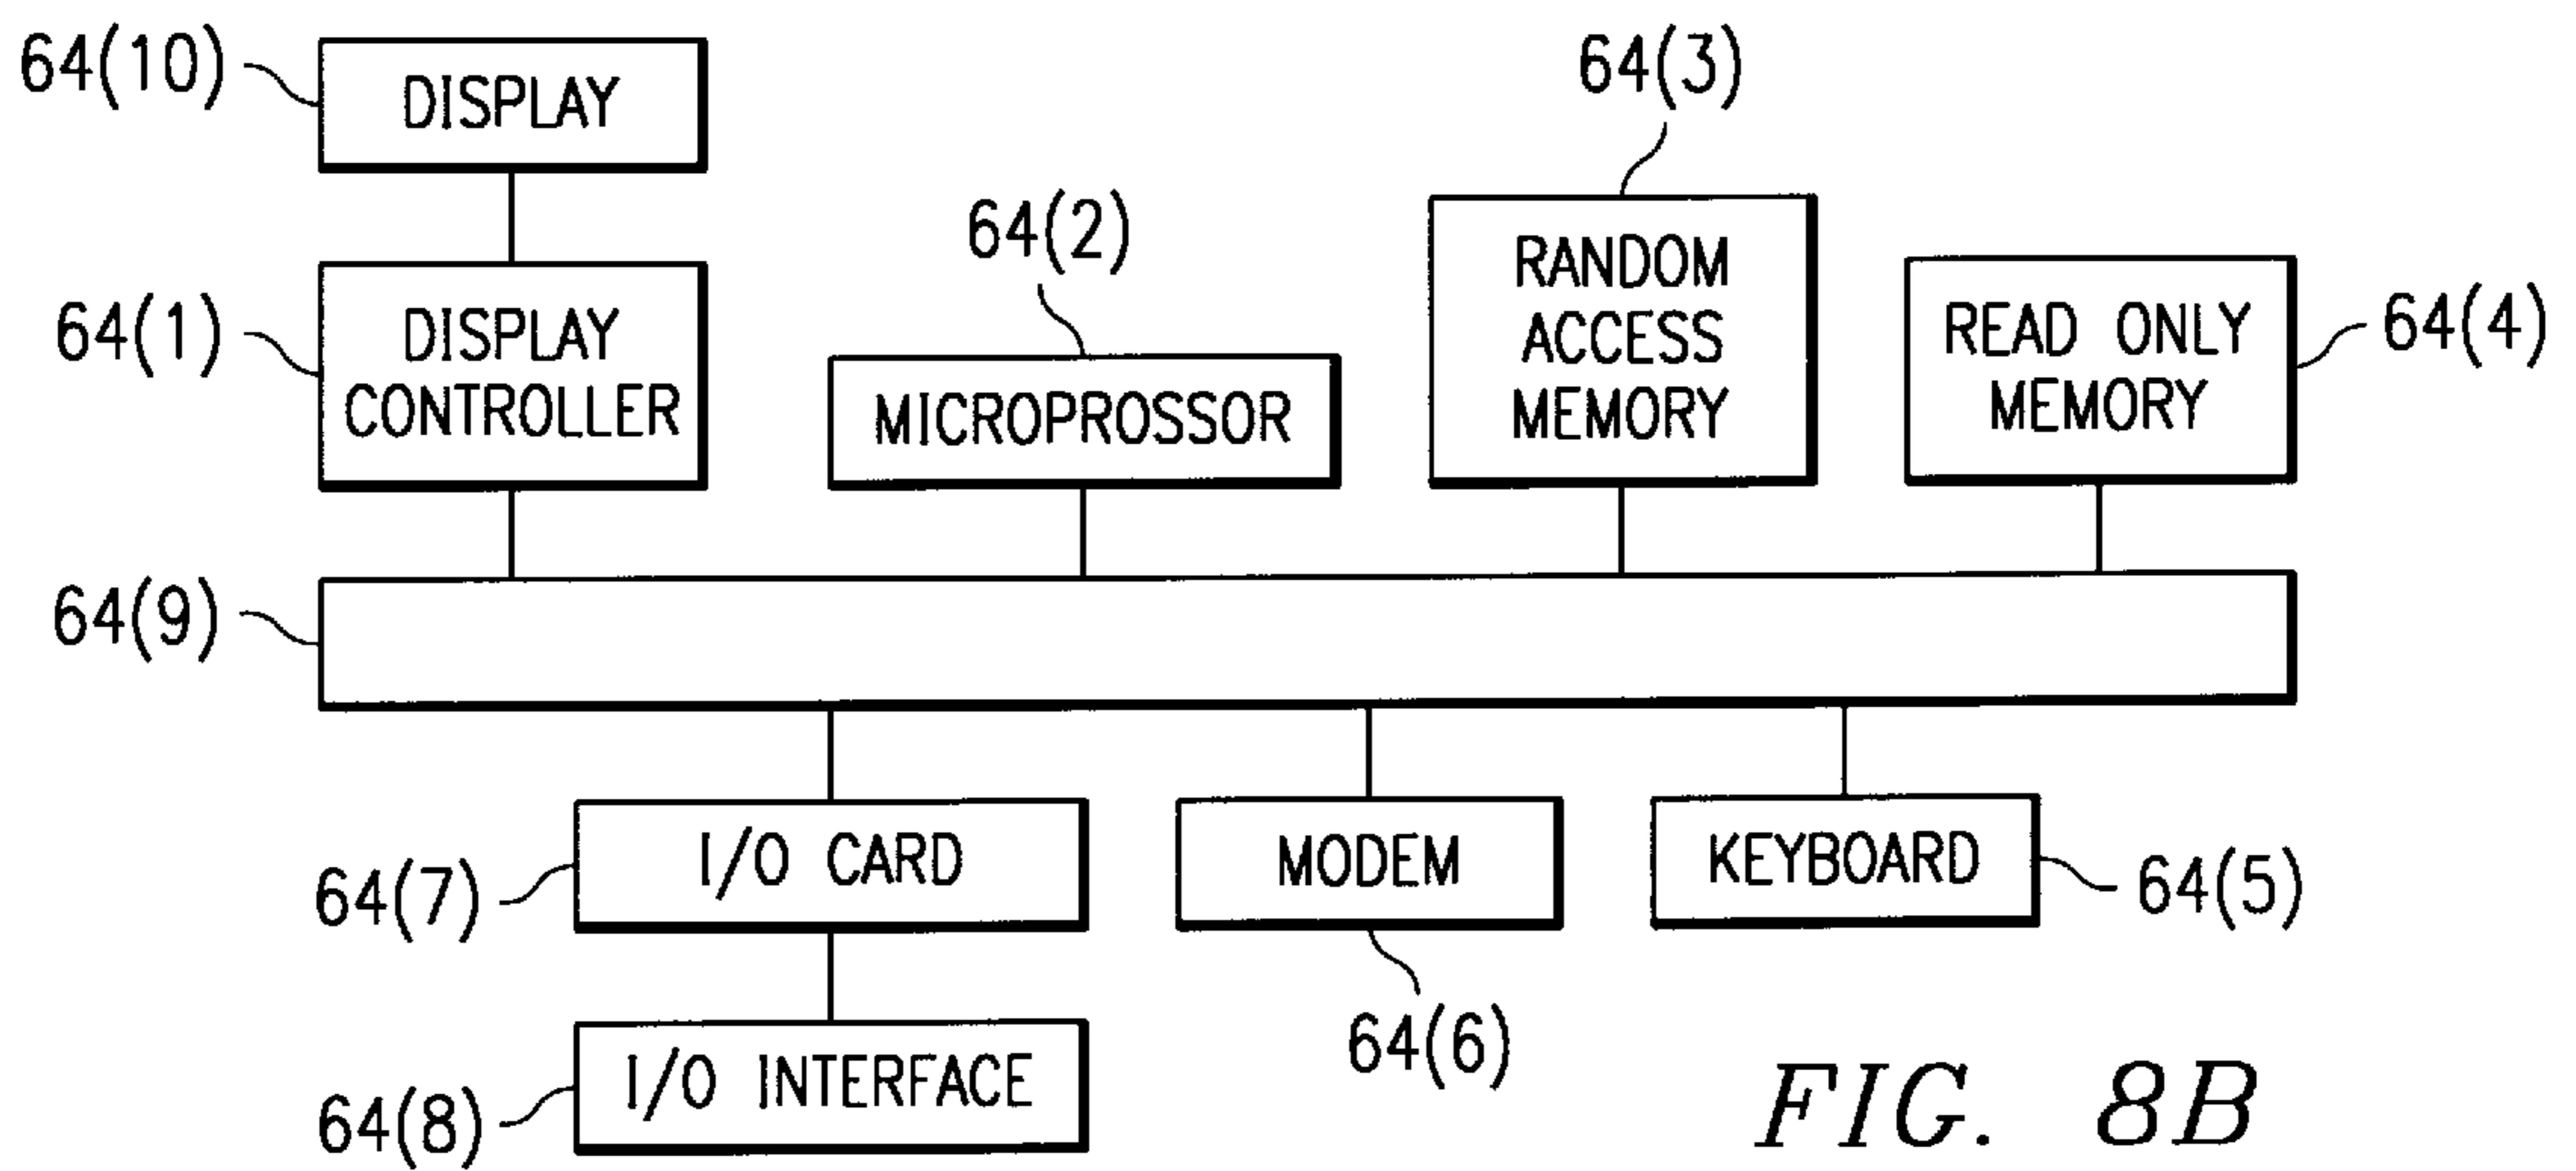 64(10)
DISPLAY
64(3)
64(2)
RANDOM
ACCESS
MEMORY
READ ONLY
MEMORY
64(4)
64(1)
DISPLAY
CONTROLLER
MICROPROSSOR
64(9)
I/O CARD
MODEM
KEYBOARD
64(7)
64(5)
64(6)
I/O INTERFACE
64(8)
FIG. 8B